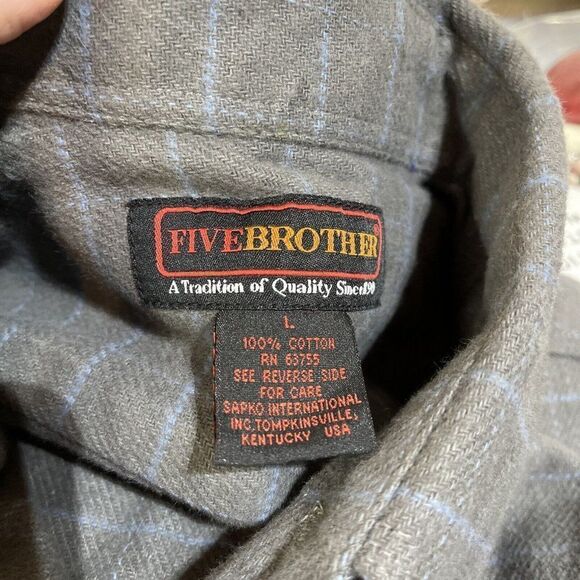 FIVEBROTHER
A Tradition of Quality Since
L
100% COTTON
RN 63755
SEE REVERSE SIDE
FOR CARE
SAPKO INTERNATIONAL
INC.TOMPKINSVILLE,
KENTUCKY USA